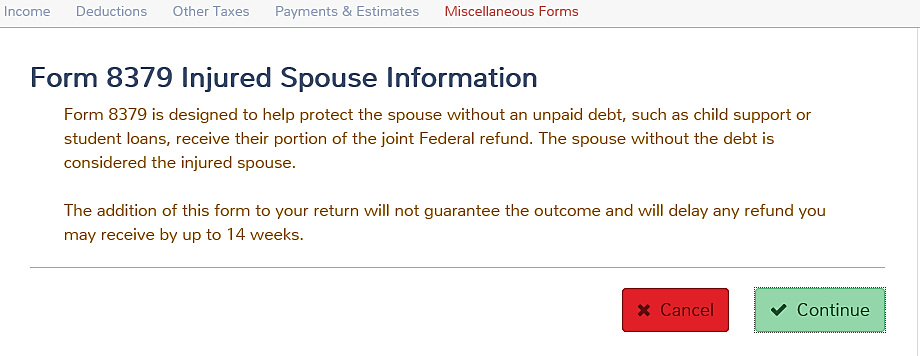 Income Deductions Other Taxes Payments & Estimates Miscellaneous Forms
Form 8379 Injured Spouse Information
Form 8379 is designed to help protect the spouse without an unpaid debt, such as child support or
student loans, receive their portion of the joint Federal refund. The spouse without the debt is
considered the injured spouse.
The addition of this form to your return will not guarantee the outcome and will delay any refund you
may receive by up to 14 weeks.
Cancel Continue